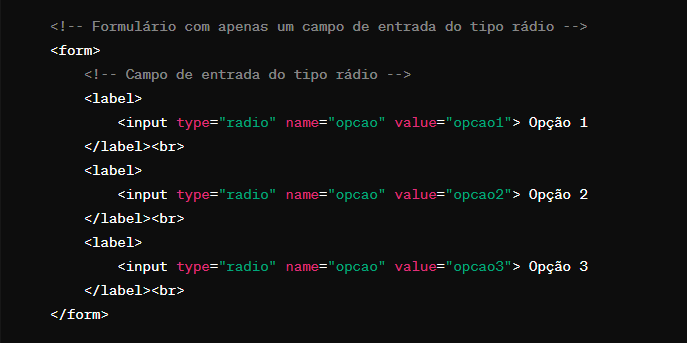 <!-- Formulário com apenas um campo de entrada do tipo rádio -->
<form>
<!-- Campo de entrada do tipo rádio -->
<label>
<input type="radio" name="opcao" value="opcao1"> Opção 1
</label><br>
<label>
<input type="radio" name="opcao" value="opcao2"> Opção 2
</label><br>
<label>
<input type="radio" name="opcao" value="opcao3"> Opção 3
</label><br>
</form>